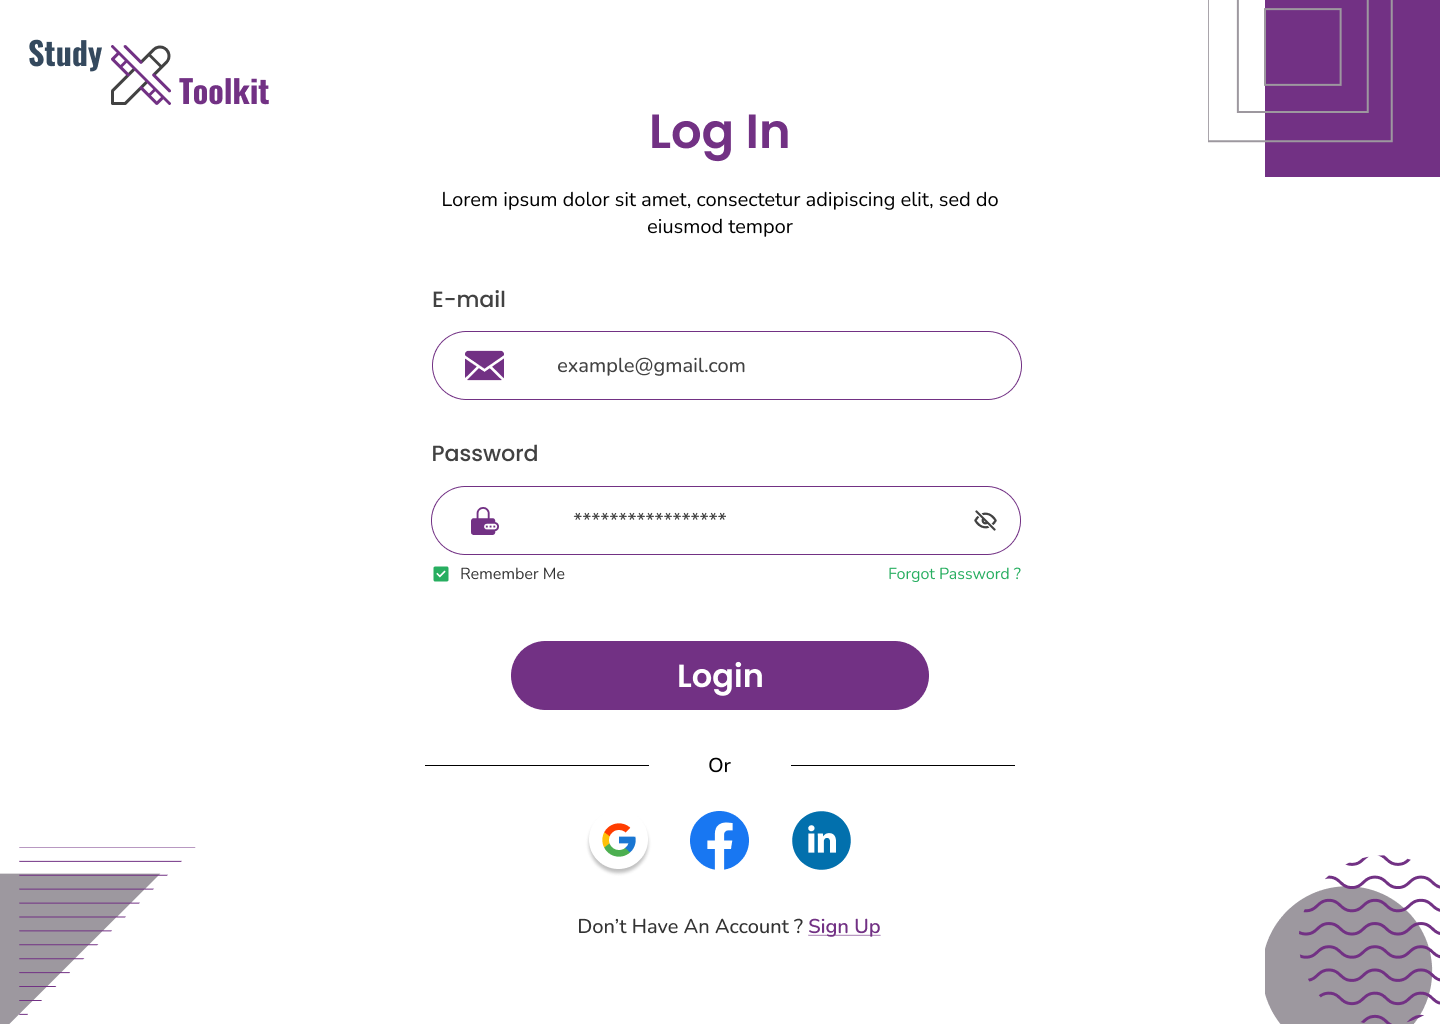 Study
Toolkit
Log In
Lorem ipsum dolor sit amet, consectetur adipiscing elit, sed do
eiusmod tempor
E-mail
example@gmail.com
Password
*****************
Remember Me
Forgot Password ?
Login
Or
in
Don’t Have An Account ? Sign Up